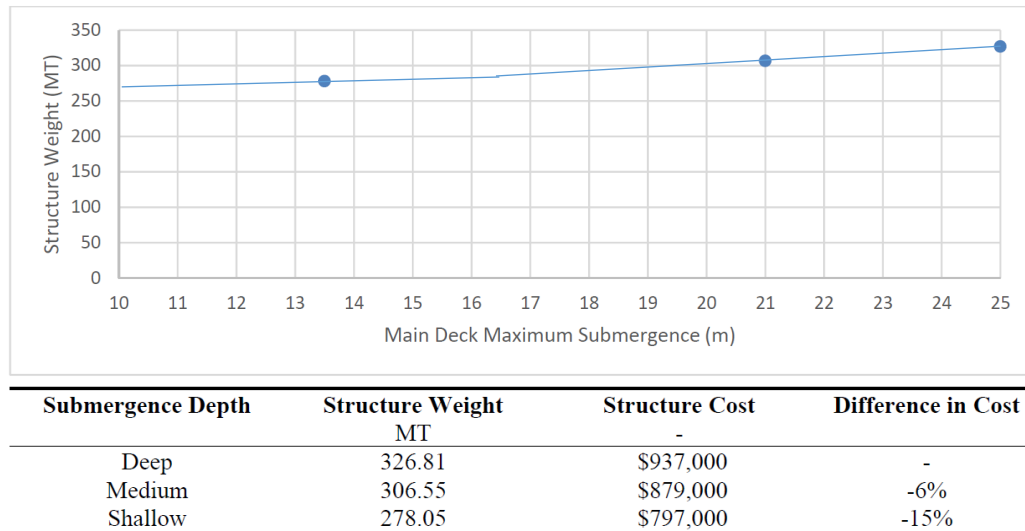 350
300
250
200
150
100
50
0
Structure Weight (MT)
10 11 12 13 14 15 16 17 18 19 20 21 22 23 24 25
Main Deck Maximum Submergence (m)
Submergence Depth Structure Weight Structure Cost Difference in Cost
MT -
Deep 326.81 $937,000 -
Medium 306.55 $879,000 -6%
Shallow 278.05 $797,000 -15%